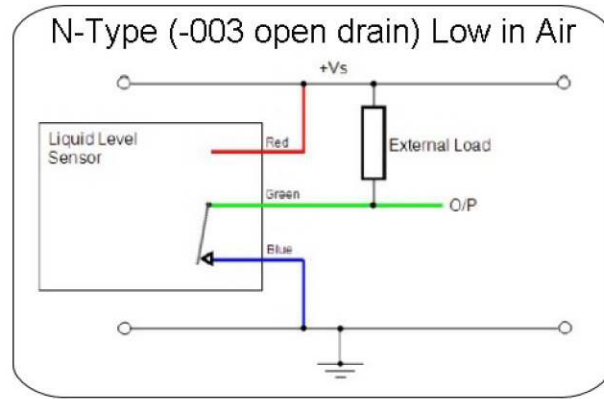 N-Type (-003 open drain) Low in Air
+Vs
Liquid Level
Sensor
Red
External Load
Green
O/P
Blue